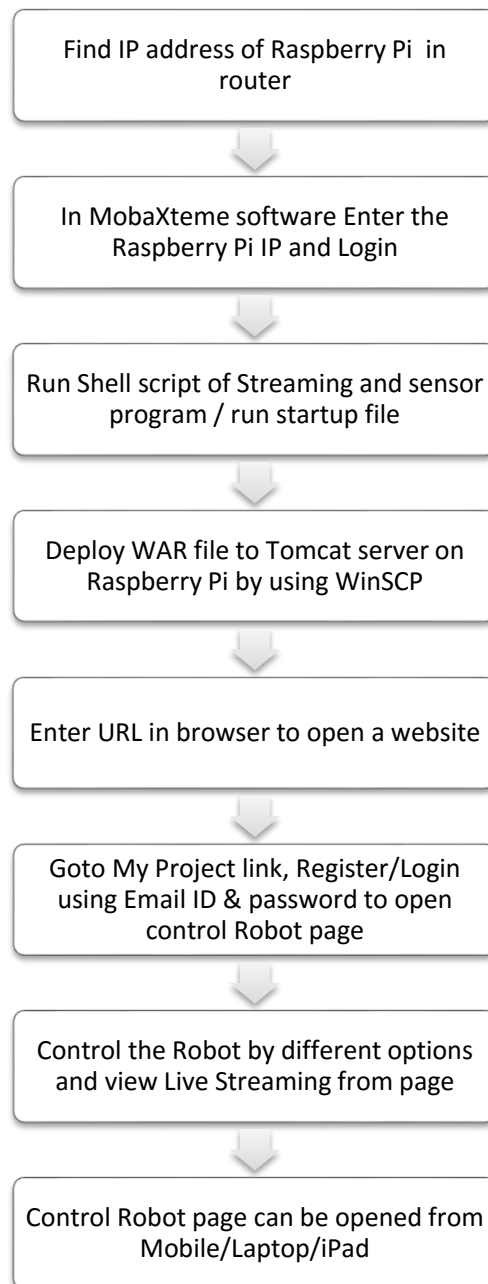 Find IP address of Raspberry Pi in
router
In MobaXteme software Enter the
Raspberry Pi IP and Login
Run Shell script of Streaming and sensor
program / run startup file
Deploy WAR file to Tomcat server on
Raspberry Pi by using WinSCP
Enter URL in browser to open a website
Goto My Project link, Register/Login
using Email ID & password to open
control Robot page
Control the Robot by different options
and view Live Streaming from page
Control Robot page can be opened from
Mobile/Laptop/iPad